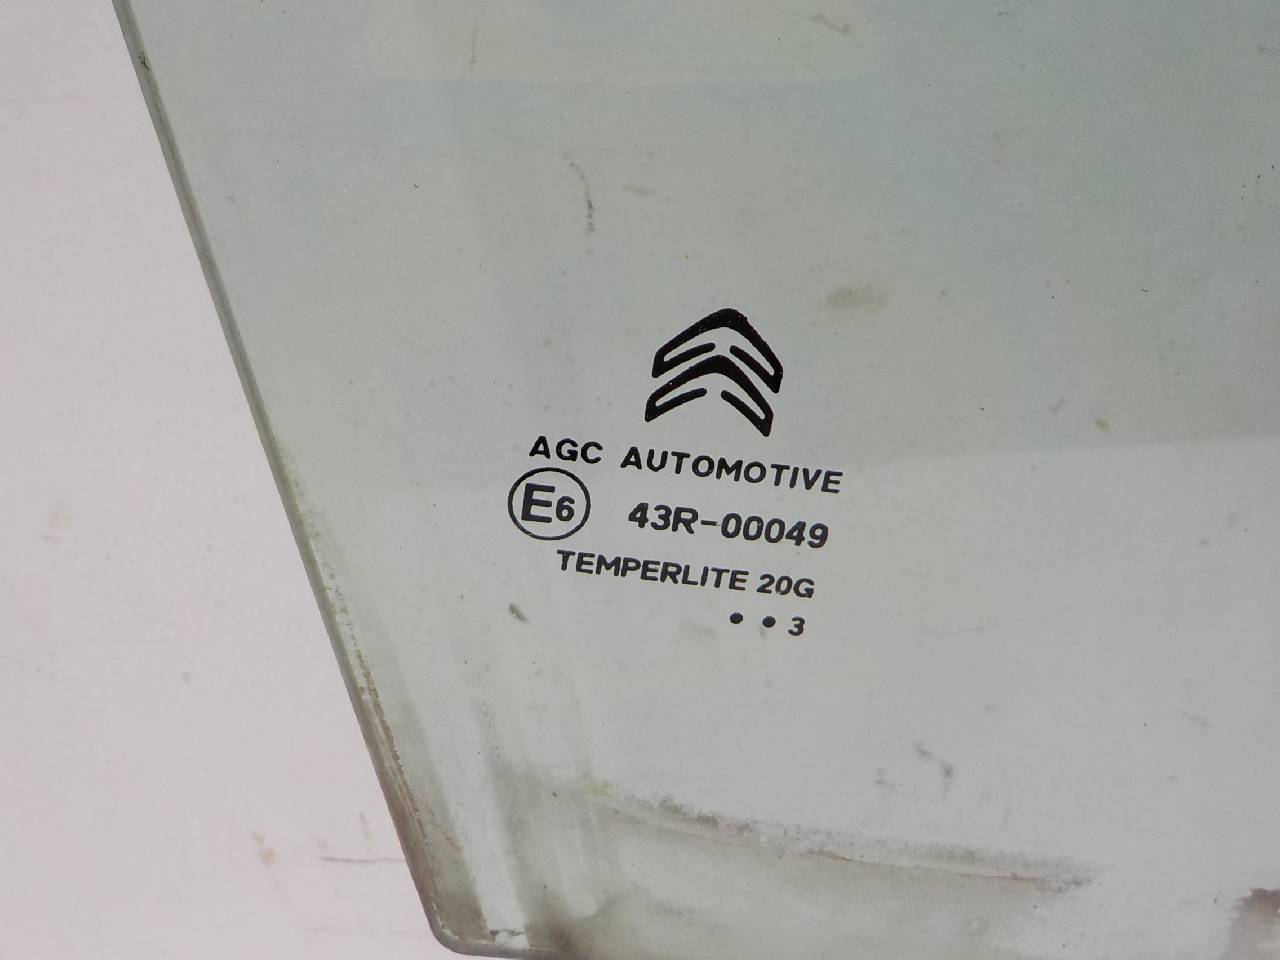 AGC AUTOMOTIVE
E6 43R-00049
TEMPERLITE 20G
• • 3